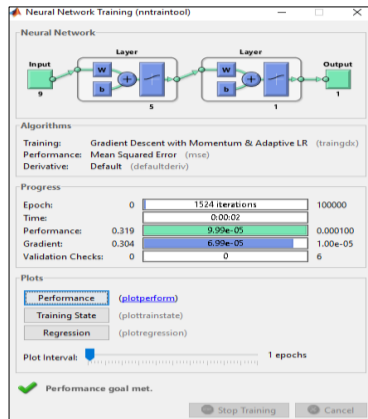 Neural Network Training (nntraintool)
Neural Network
Layer Layer
Input Output
W W
b b
9 5 1 1
Algorithms
Training: Gradient Descent with Momentum & Adaptive LR (traingdx)
Performance: Mean Squared Error (mse)
Derivative: Default (defaultderiv)
Progress
Epoch: 0 1524 iterations 100000
Time: 0:00:02
Performance: 0.319 9.99e-05 0.000100
Gradient: 0.304 6.99e-05 1.00e-05
Validation Checks: 0 0 6
Plots
Performance (plotperform)
Training State (plottrainstate)
Regression (plotregression)
Plot Interval: 1 epochs
Performance goal met.
Stop Training Cancel